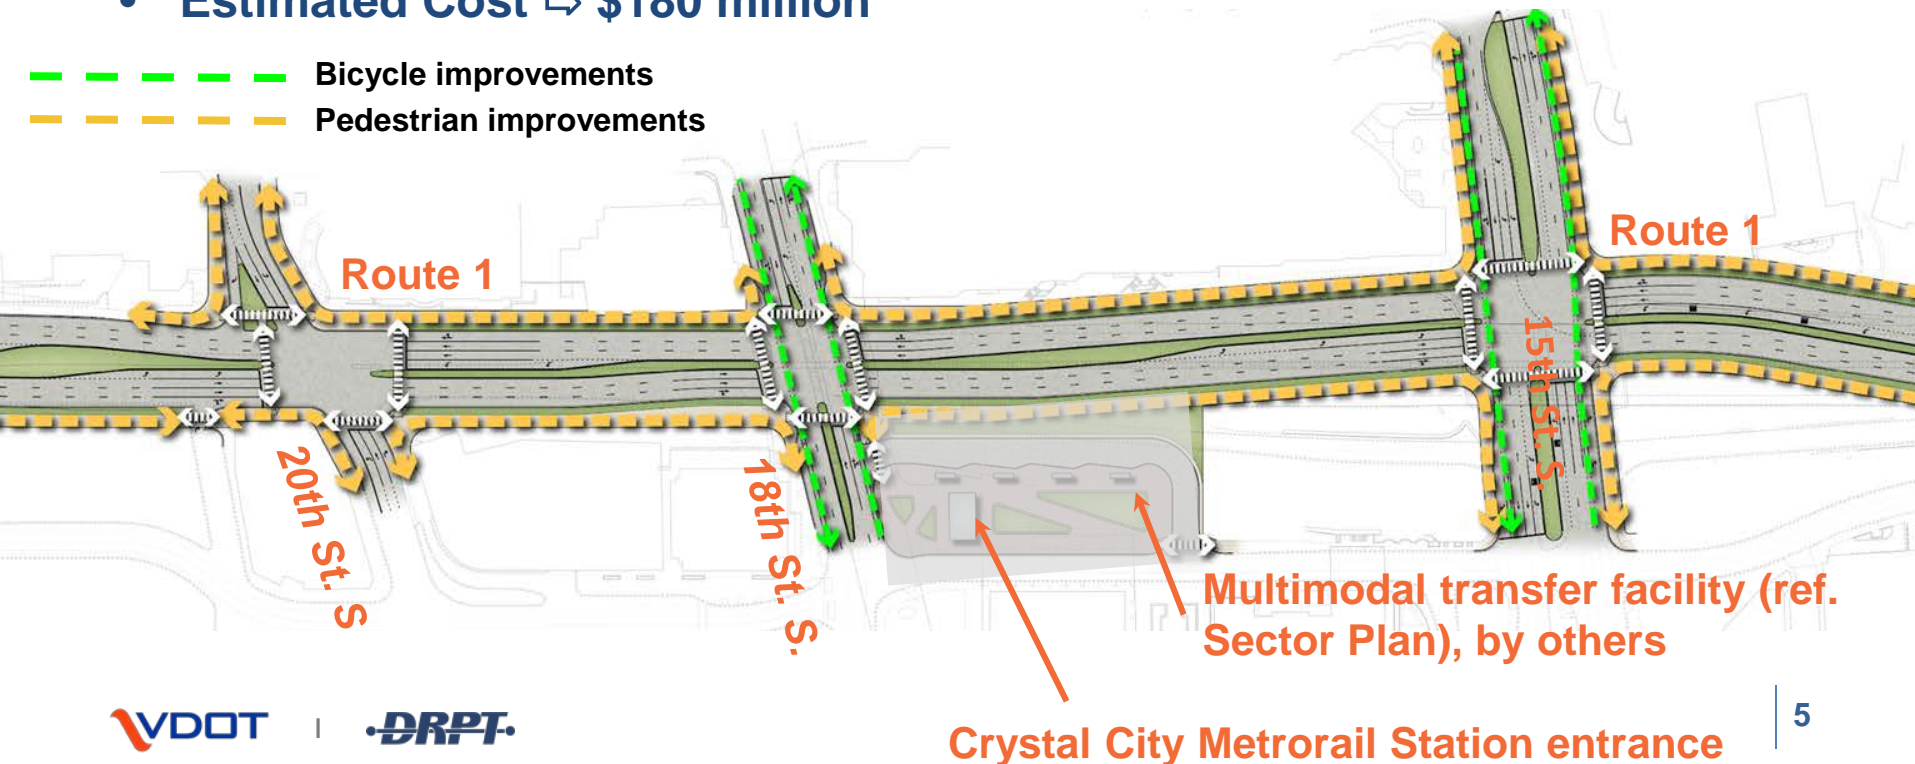 • Estimated Cost ⇨ $180 million
Bicycle improvements
Pedestrian improvements
Route 1
Route 1
15th St. S.
20th St. S
18th St. S.
Multimodal transfer facility (ref.
Sector Plan), by others
Crystal City Metrorail Station entrance
VDOT | DRPT
5